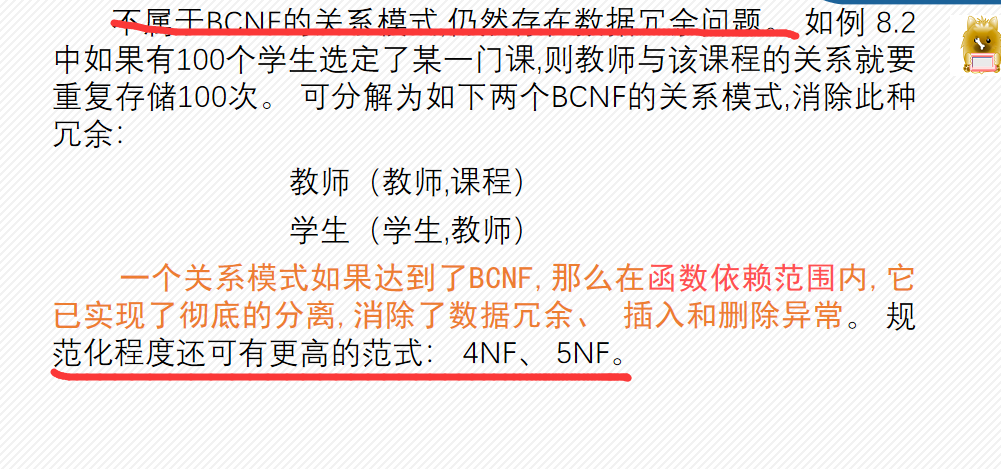 不属于BCNF的关系模式,仍然存在数据冗余问题。 如例 8.2
中如果有100个学生选定了某一门课,则教师与该课程的关系就要
重复存储100次。 可分解为如下两个BCNF的关系模式,消除此种
冗余：
教师（教师,课程）
学生（学生,教师）
一个关系模式如果达到了BCNF,那么在函数依赖范围内,它
已实现了彻底的分离,消除了数据冗余、 插入和删除异常。 规
范化程度还可有更高的范式： 4NF、 5NF。